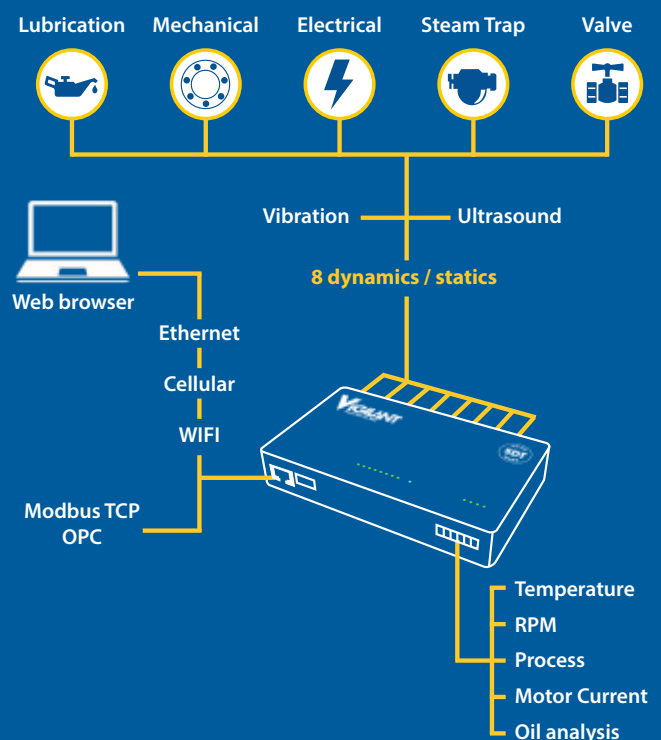 Lubrication Mechanical Electrical Steam Trap Valve
Vibration Ultrasound
8 dynamics / statics
Web browser
Ethernet
Cellular
WIFI
Modbus TCP
OPC
VIGILANT
SDT
Temperature
RPM
Process
Motor Current
Oil analysis